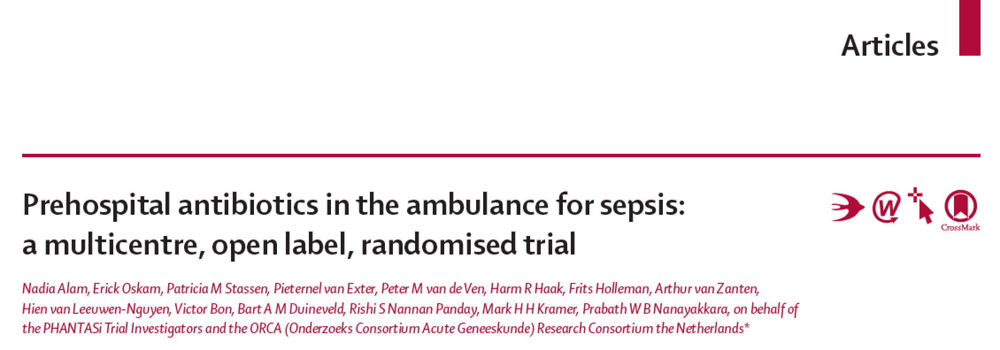 Articles
Prehospital antibiotics in the ambulance for sepsis:
a multicentre, open label, randomised trial
W
CrossMark
Nadia Alam, Erick Oskam, Patricia M Stassen, Pieternel van Exter, Peter M van de Ven, Harm R Haak, Frits Holleman, Arthur van Zanten,
Hien van Leeuwen-Nguyen, Victor Bon, Bart A M Duineveld, Rishi S Nannan Panday, Mark H H Kramer, Prabath W B Nanayakkara, on behalf of
the PHANTASi Trial Investigators and the ORCA (Onderzoeks Consortium Acute Geneeskunde) Research Consortium the Netherlands*